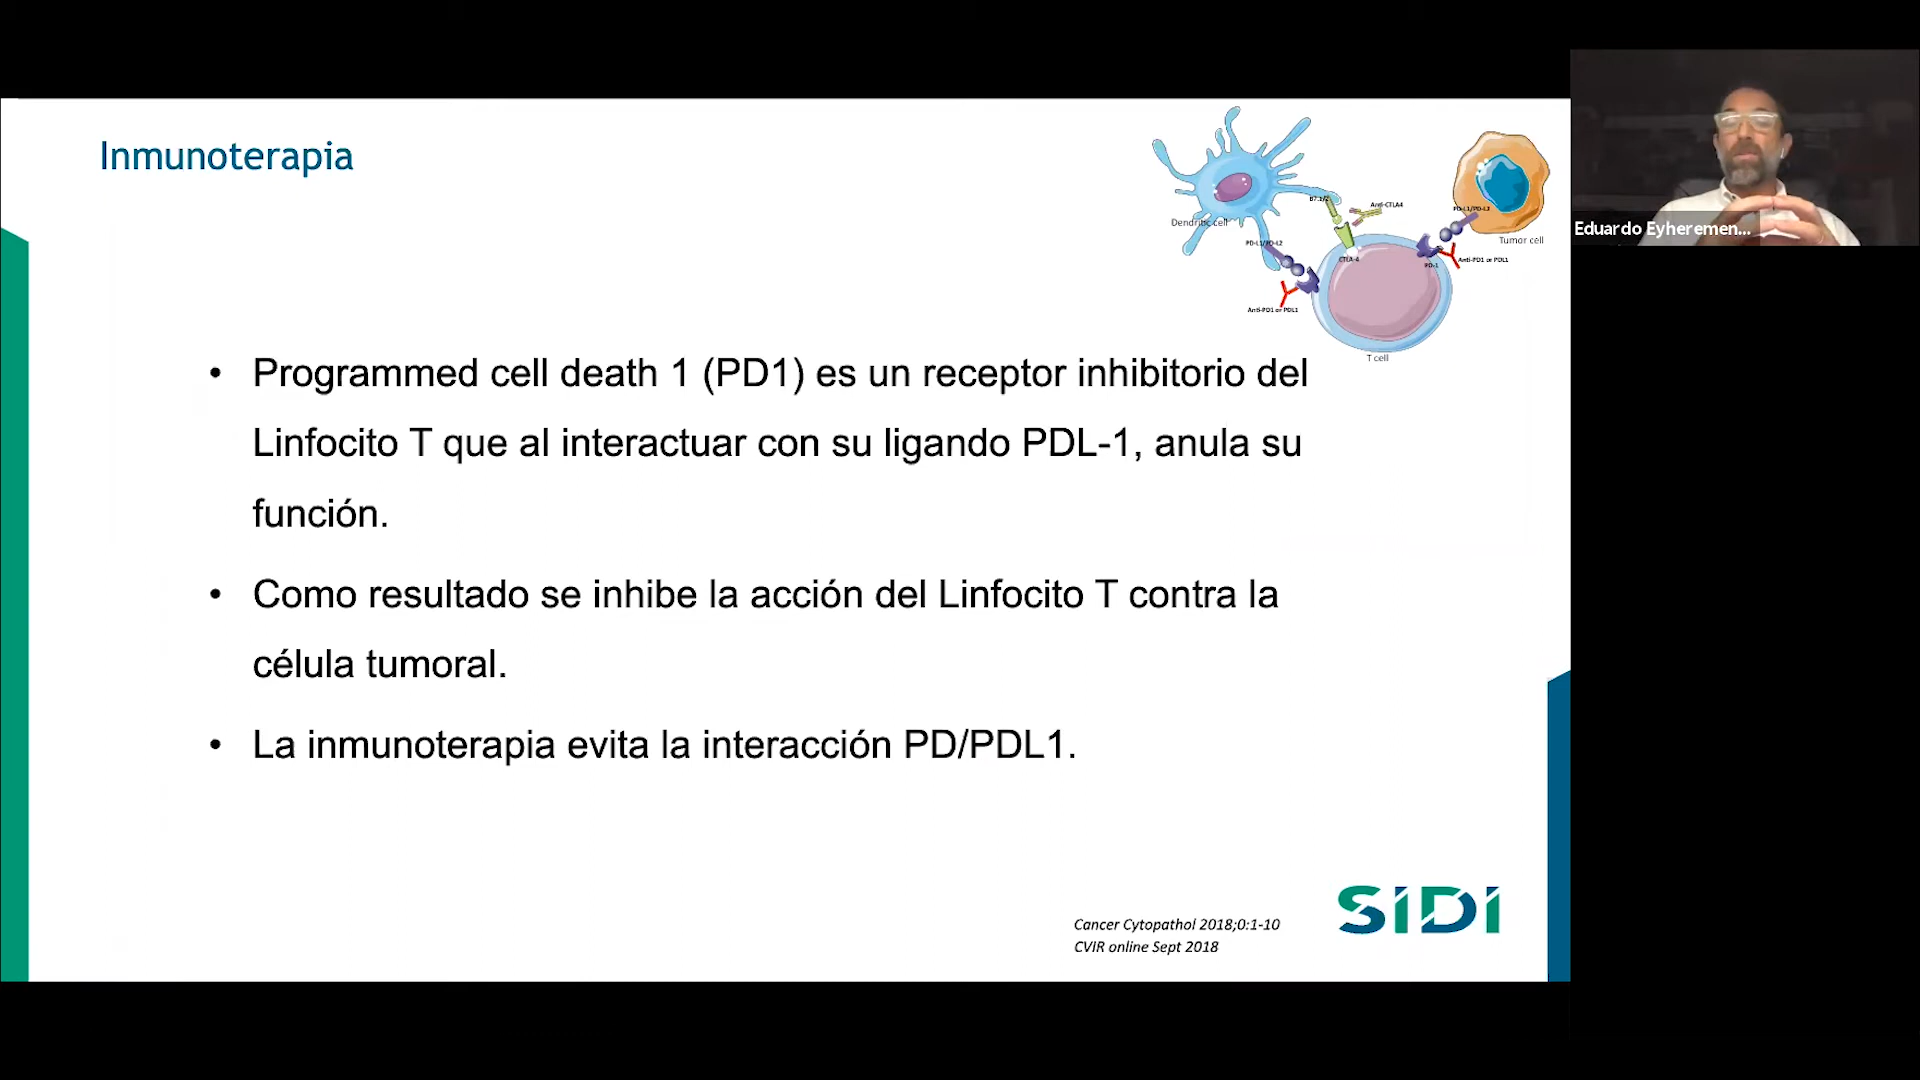 Inmunoterapia
B7.1/2
Anti-CTLA4
PD-L1/PD-L2
Dendritic cell
Tumor cell
PD-L1/PD-L2
CTLA-4
PD-1
Anti-PD1 or PDL1
Anti-PD1 or PDL1
T cell
Eduardo Eyheremen...
• Programmed cell death 1 (PD1) es un receptor inhibitorio del
Linfocito T que al interactuar con su ligando PDL-1, anula su
función.
• Como resultado se inhibe la acción del Linfocito T contra la
célula tumoral.
• La inmunoterapia evita la interacción PD/PDL1.
Cancer Cytopathol 2018;0:1-10
CVIR online Sept 2018
SiDi